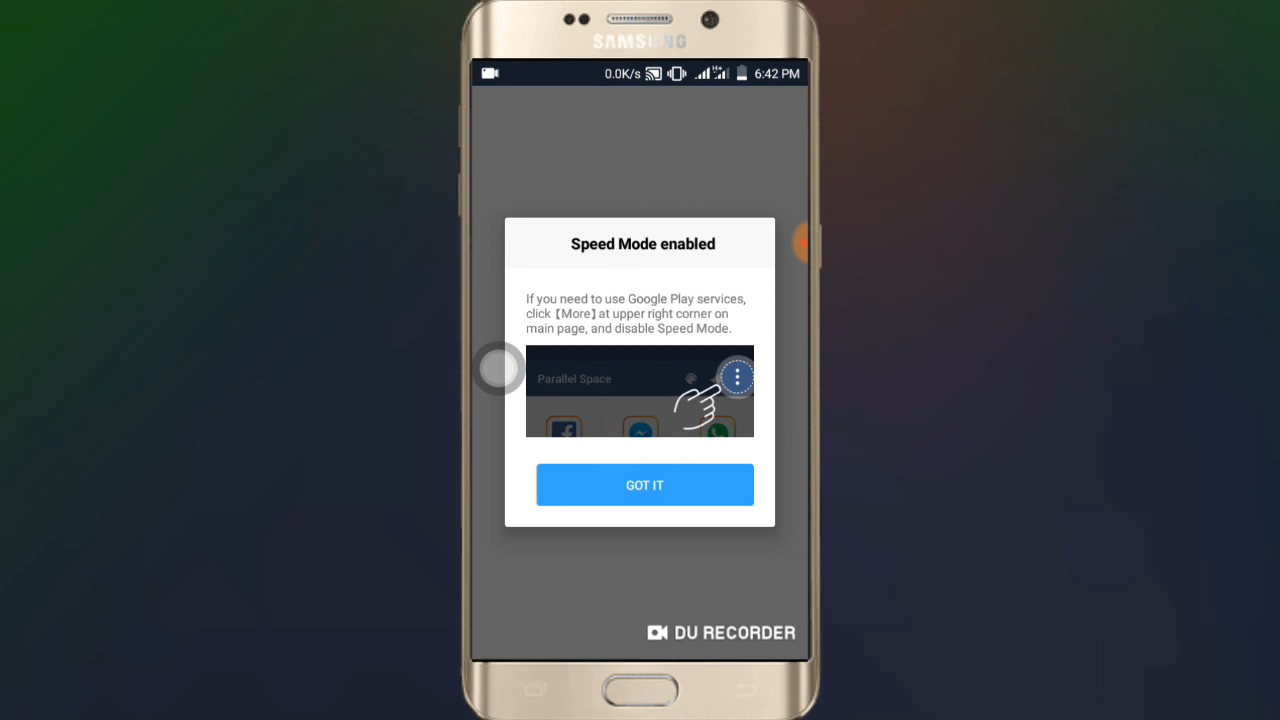 SAMSUNG
0.0K/s H+ 6:42 PM
Speed Mode enabled
If you need to use Google Play services,
click【More】at upper right corner on
main page, and disable Speed Mode.
Parallel Space
GOT IT
DU RECORDER